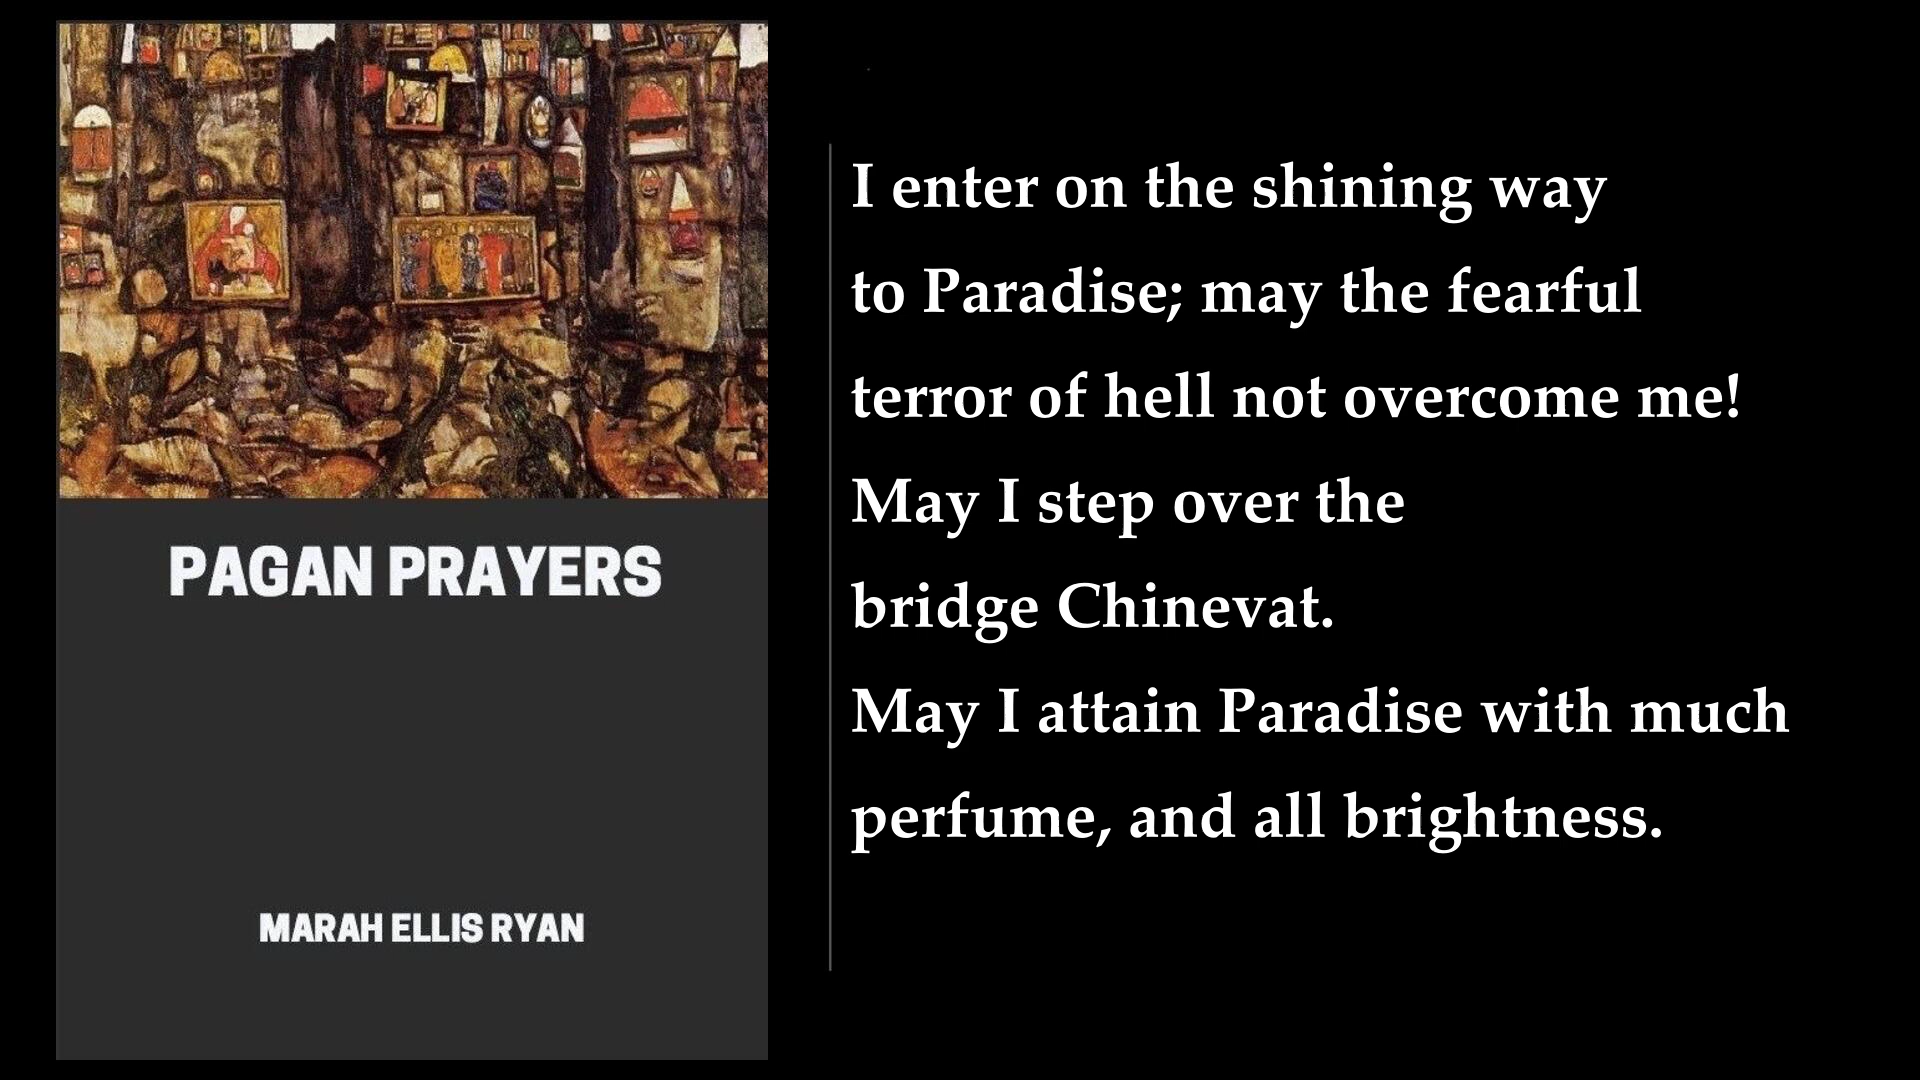 PAGAN PRAYERS
MARAH ELLIS RYAN
I enter on the shining way
to Paradise; may the fearful
terror of hell not overcome me!
May I step over the
bridge Chinevat.
May I attain Paradise with much
perfume, and all brightness.